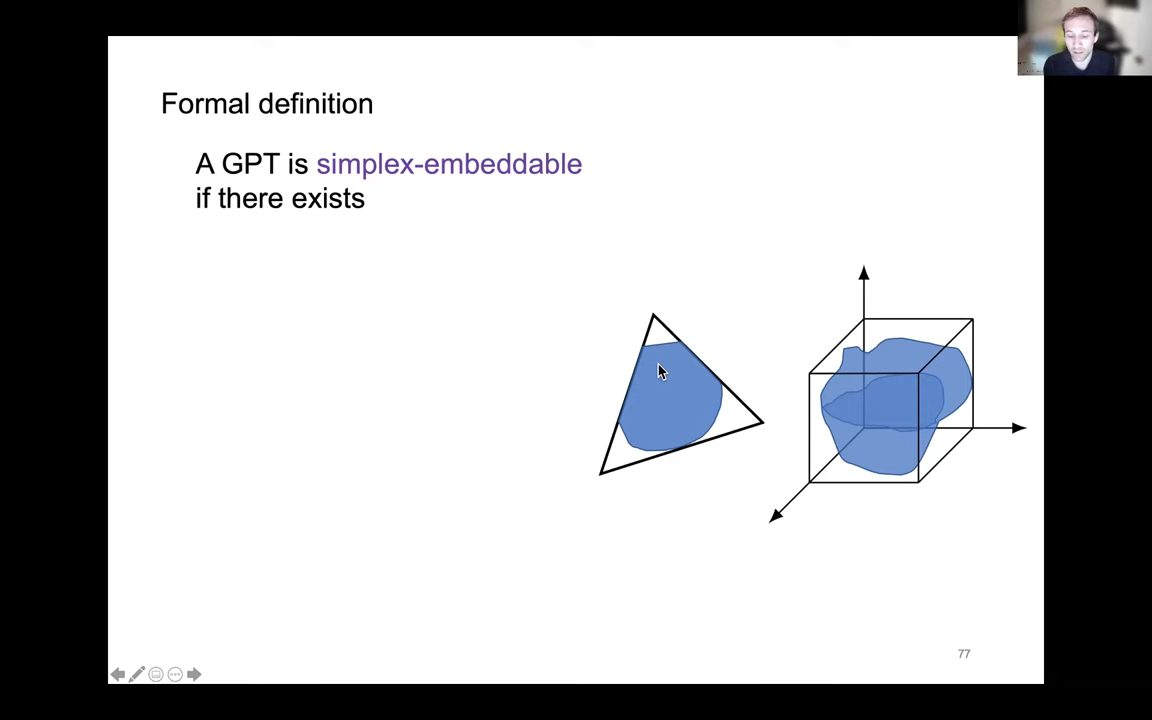 Formal definition
A GPT is simplex-embeddable
if there exists
77